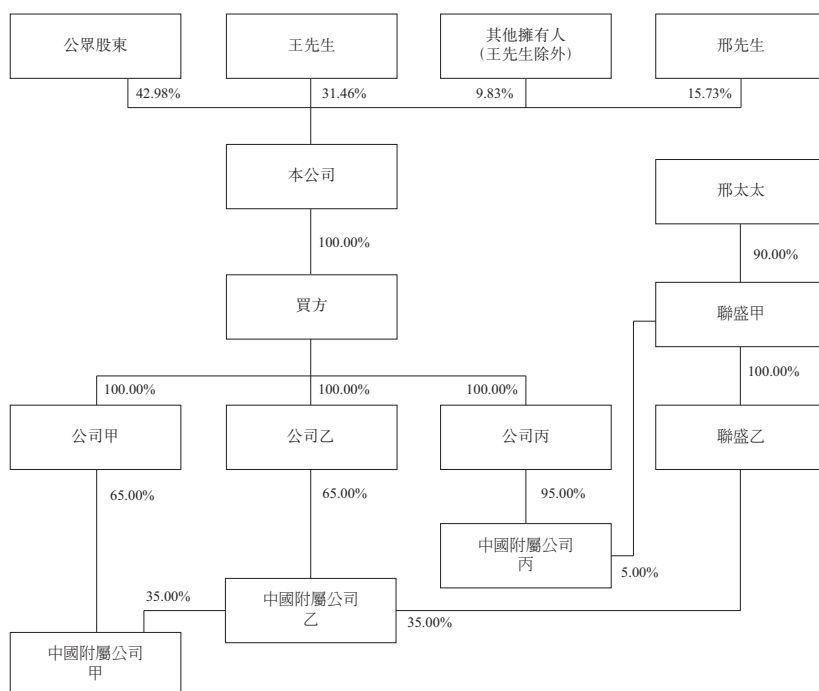 公眾股東
王先生
其他擁有人
(王先生除外)
邢先生
42.98%
31.46%
9.83%
15.73%
本公司
邢太太
100.00%
90.00%
買方
聯盛甲
100.00%
100.00%
100.00%
100.00%
公司甲
公司乙
公司丙
聯盛乙
65.00%
65.00%
95.00%
中國附屬公司
丙
5.00%
35.00%
中國附屬公司
乙
35.00%
中國附屬公司
甲